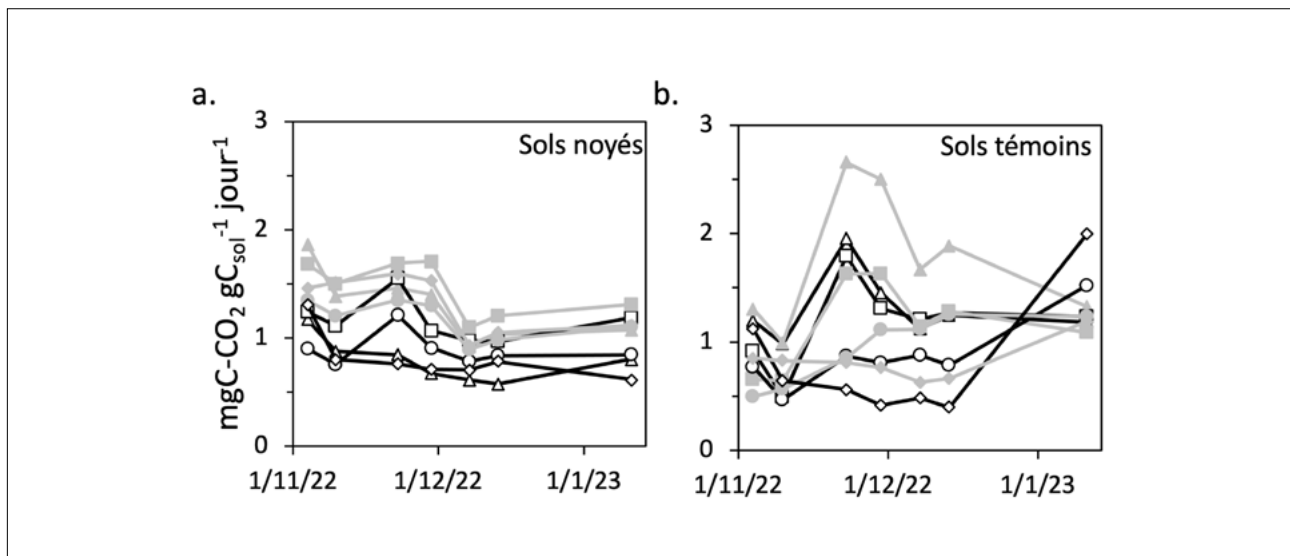 a.
Sols noyés
mgC-CO₂ gC_sol⁻¹ jour⁻¹
3
2
1
0
1/11/22 1/12/22 1/1/23
b.
Sols témoins
3
2
1
0
1/11/22 1/12/22 1/1/23